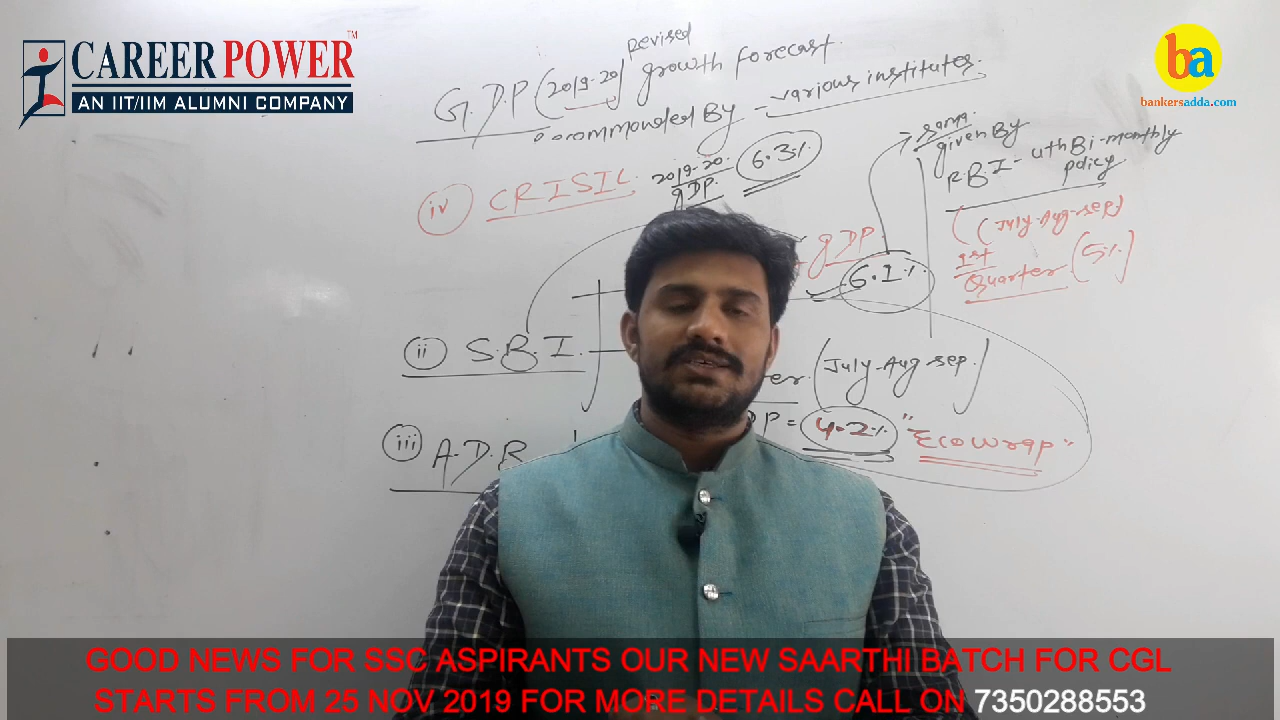 CAREER POWER™
AN IIT/IIM ALUMNI COMPANY
ba
bankersadda.com
Revised
G.D.P (2019-20) growth forecast
recommended By - various institutes.
iv CRISIL 2019-20 GDP. 6.3%
same given By
RBI - 4th Bi-monthly
policy.
(July-Aug-sep)
1st Quarter (5%)
GDP
6.1%
ii S.B.I.
(July-Aug-sep.)
iii A.D.B
4.2% "Ecowrap"
GOOD NEWS FOR SSC ASPIRANTS OUR NEW SAARTHI BATCH FOR CGL
STARTS FROM 25 NOV 2019 FOR MORE DETAILS CALL ON 7350288553